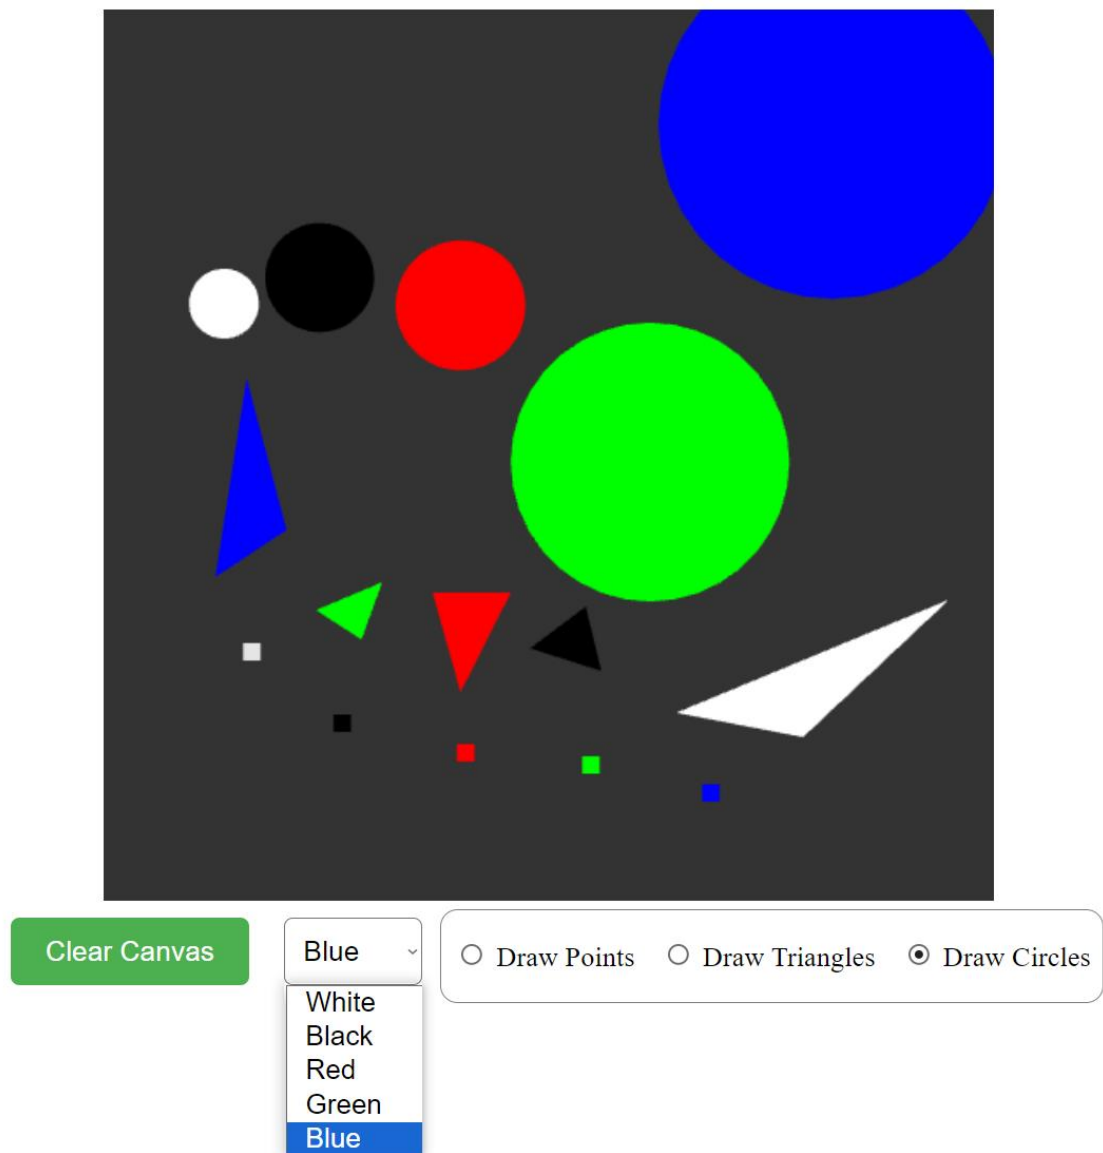 Clear Canvas
Blue
Draw Points
Draw Triangles
Draw Circles
White
Black
Red
Green
Blue